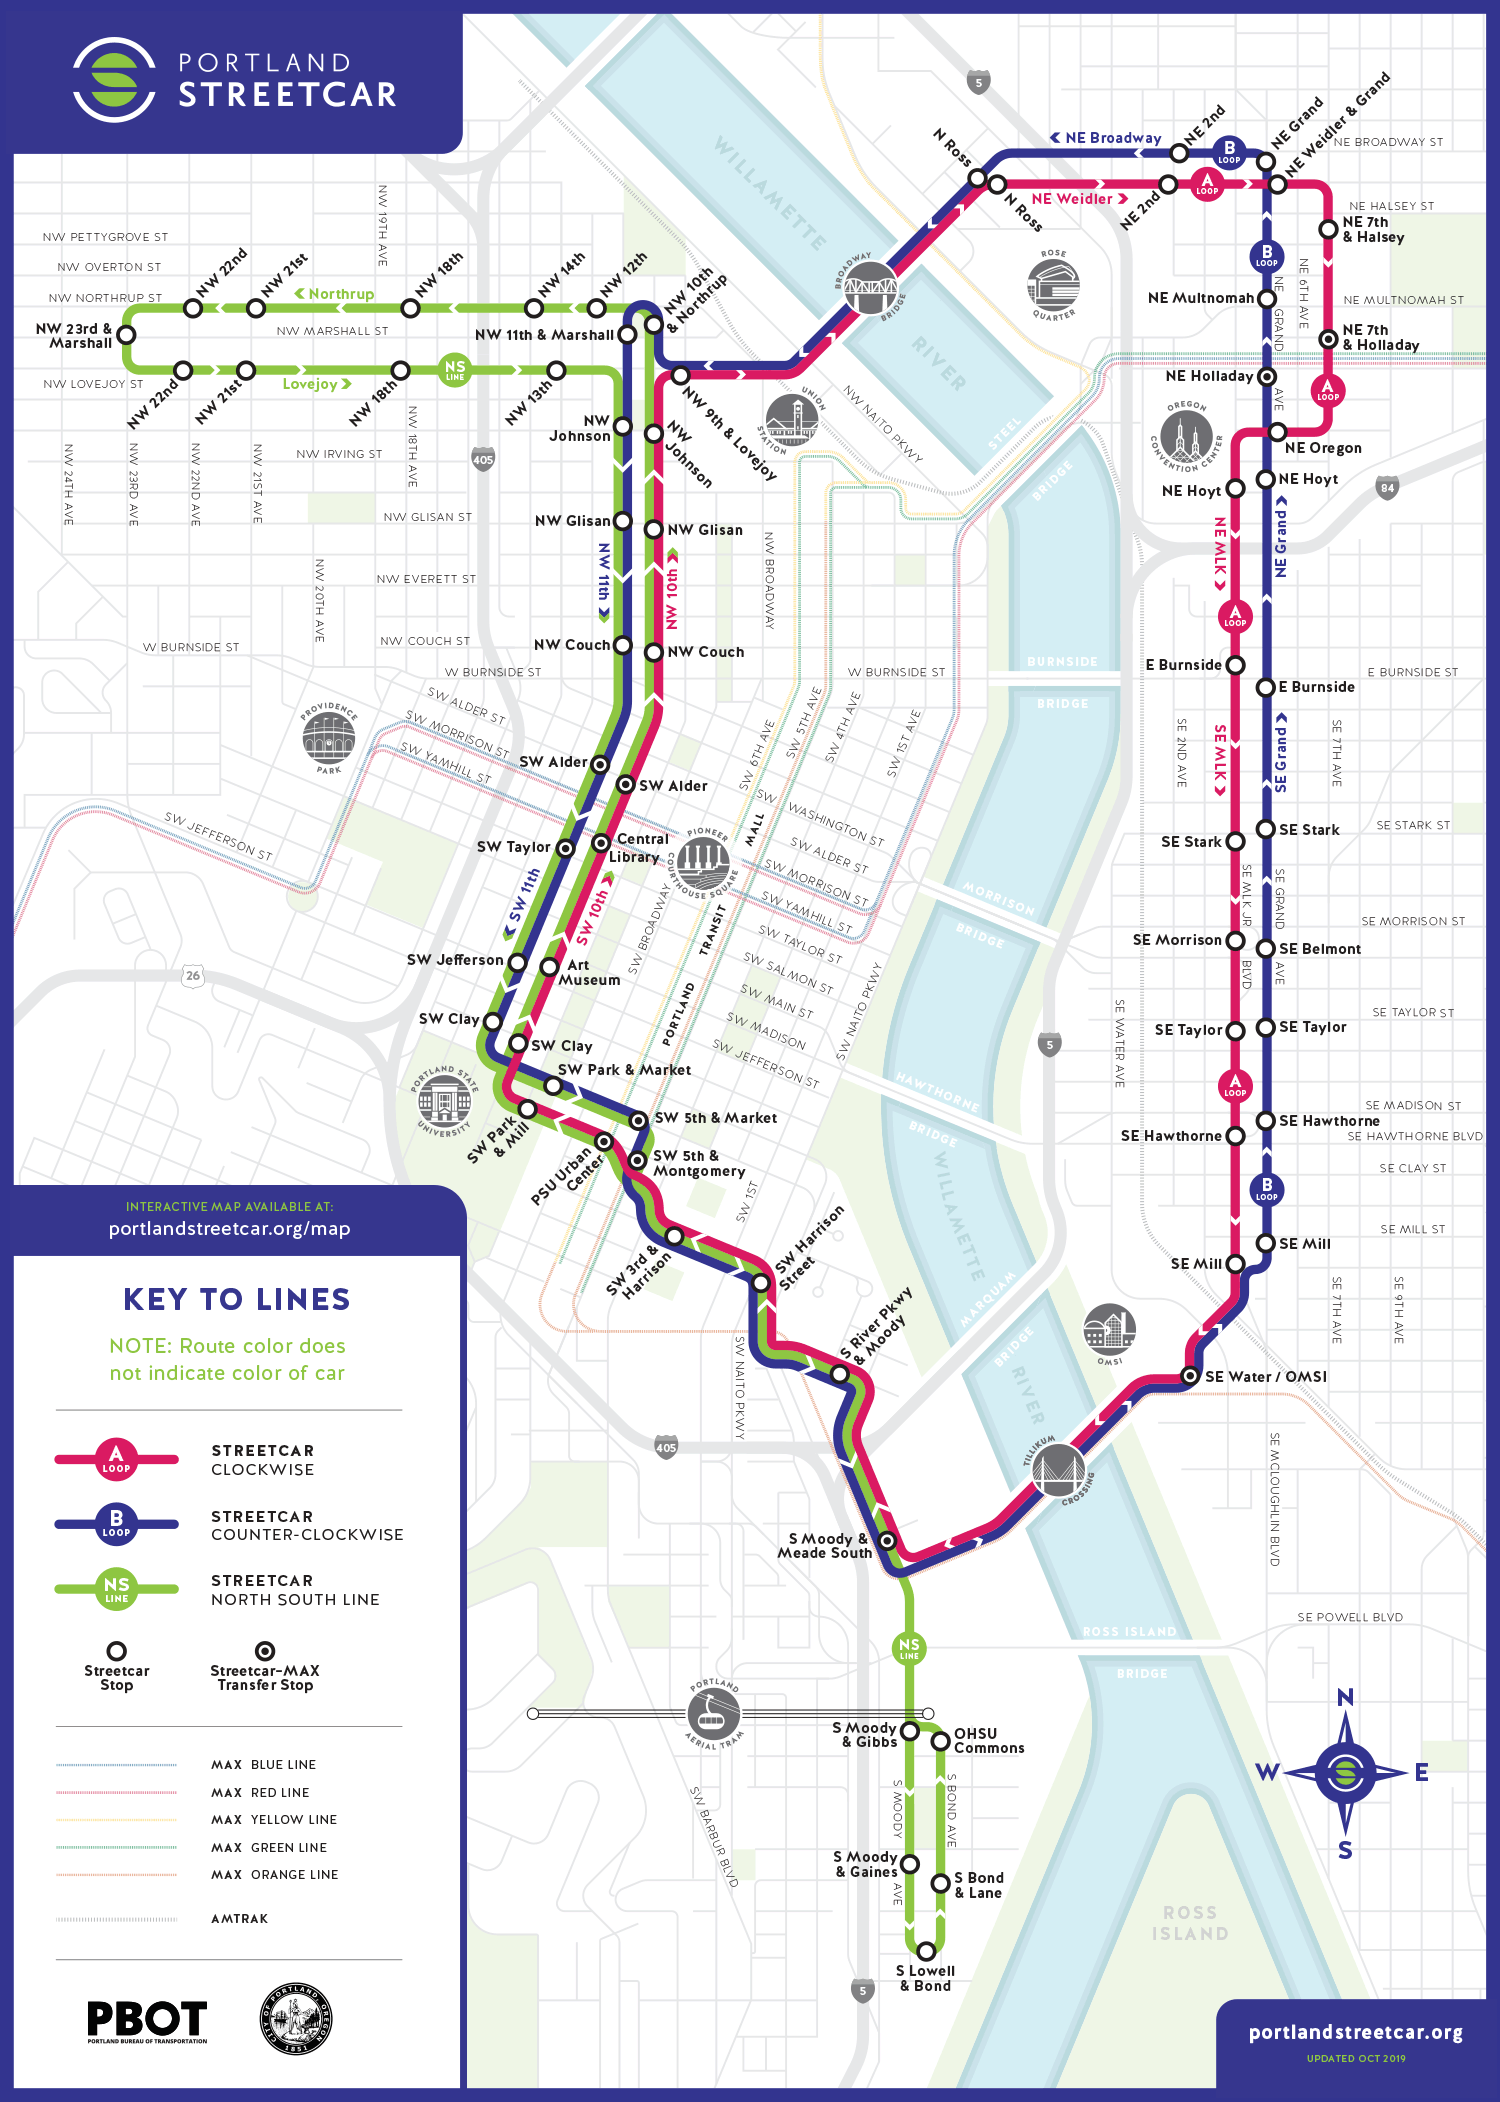 PORTLAND
STREETCAR
NE Broadway
NE 2nd
B
LOOP
NE Grand
NE Weidler & Grand
NE BROADWAY ST
N Ross
N Ross
NE Weidler
NE 2nd
A
LOOP
NE HALSEY ST
NE 7th
& Halsey
5
WILLAMETTE
RIVER
BROADWAY
BRIDGE
ROSE
QUARTER
B
LOOP
NE 6TH AVE
NE GRAND
AVE
NE Multnomah
NE MULTNOMAH ST
NE 7th
& Holladay
NE Holladay
A
LOOP
OREGON
CONVENTION CENTER
NE Oregon
NE Hoyt
NE Hoyt
84
NE MLK
NE Grand
A
LOOP
E Burnside
E Burnside
E BURNSIDE ST
SE 2ND AVE
SE MLK
SE Grand
SE 7TH AVE
SE Stark
SE Stark
SE STARK ST
SE MLK JR
BLVD
SE GRAND
AVE
SE Morrison
SE Belmont
SE MORRISON ST
SE Taylor
SE Taylor
SE TAYLOR ST
SE WATER AVE
5
A
LOOP
SE Hawthorne
SE Hawthorne
SE MADISON ST
SE HAWTHORNE BLVD
SE CLAY ST
B
LOOP
SE Mill
SE Mill
SE MILL ST
SE 7TH AVE
SE 9TH AVE
OMSI
SE Water / OMSI
SE MCLOUGHLIN BLVD
SE POWELL BLVD
NW PETTYGROVE ST
NW OVERTON ST
NW NORTHRUP ST
NW 19TH AVE
NW 22nd
NW 21st
Northrup
NW 18th
NW 14th
NW 12th
NW 10th
& Northrup
NW 23rd &
Marshall
NW MARSHALL ST
NW 11th & Marshall
NW LOVEJOY ST
NW 22nd
NW 21st
Lovejoy
NW 18th
NS
LINE
NW 13th
NW 9th & Lovejoy
UNION
STATION
NW NAITO PKWY
STEEL
BRIDGE
NW 24TH AVE
NW 23RD AVE
NW 22ND AVE
NW 21ST AVE
NW IRVING ST
NW 18TH AVE
405
NW
Johnson
NW
Johnson
NW GLISAN ST
NW Glisan
NW Glisan
NW 11th
NW 10th
NW BROADWAY
NW EVERETT ST
NW 20TH AVE
NW COUCH ST
NW Couch
NW Couch
W BURNSIDE ST
W BURNSIDE ST
W BURNSIDE ST
BURNSIDE
BRIDGE
PROVIDENCE
PARK
SW ALDER ST
SW MORRISON ST
SW YAMHILL ST
SW JEFFERSON ST
SW Alder
SW Alder
SW 6TH AVE
SW 5TH AVE
SW 4TH AVE
SW 1ST AVE
SW Taylor
Central
Library
PIONEER
COURTHOUSE SQUARE
PORTLAND
TRANSIT
MALL
SW WASHINGTON ST
SW ALDER ST
SW MORRISON ST
SW YAMHILL ST
SW TAYLOR ST
SW SALMON ST
SW MAIN ST
SW MADISON
SW JEFFERSON ST
SW 11th
SW 10th
SW BROADWAY
SW NAITO PKWY
MORRISON
BRIDGE
26
SW Jefferson
Art
Museum
SW Clay
SW Clay
SW Park & Market
SW 5th & Market
PORTLAND STATE
UNIVERSITY
SW Park
& Mill
PSU Urban
Center
SW 5th &
Montgomery
HAWTHORNE
BRIDGE
WILLAMETTE
RIVER
SW 1ST
SW 3rd &
Harrison
SW Harrison
Street
SW NAITO PKWY
S River Pkwy
& Moody
MARQUAM
BRIDGE
405
TILLIKUM
CROSSING
S Moody &
Meade South
NS
LINE
ROSS ISLAND
BRIDGE
PORTLAND
AERIAL TRAM
S Moody
& Gibbs
OHSU
Commons
S MOODY
AVE
S BOND AVE
SW BARBUR BLVD
S Moody
& Gaines
S Bond
& Lane
S Lowell
& Bond
5
ROSS
ISLAND
N
W
E
S
INTERACTIVE MAP AVAILABLE AT:
portlandstreetcar.org/map
KEY TO LINES
NOTE: Route color does
not indicate color of car
A
LOOP
STREETCAR
CLOCKWISE
B
LOOP
STREETCAR
COUNTER-CLOCKWISE
NS
LINE
STREETCAR
NORTH SOUTH LINE
Streetcar
Stop
Streetcar-MAX
Transfer Stop
MAX BLUE LINE
MAX RED LINE
MAX YELLOW LINE
MAX GREEN LINE
MAX ORANGE LINE
AMTRAK
PBOT
PORTLAND BUREAU OF TRANSPORTATION
CITY OF PORTLAND, OREGON
1851
portlandstreetcar.org
UPDATED OCT 2019